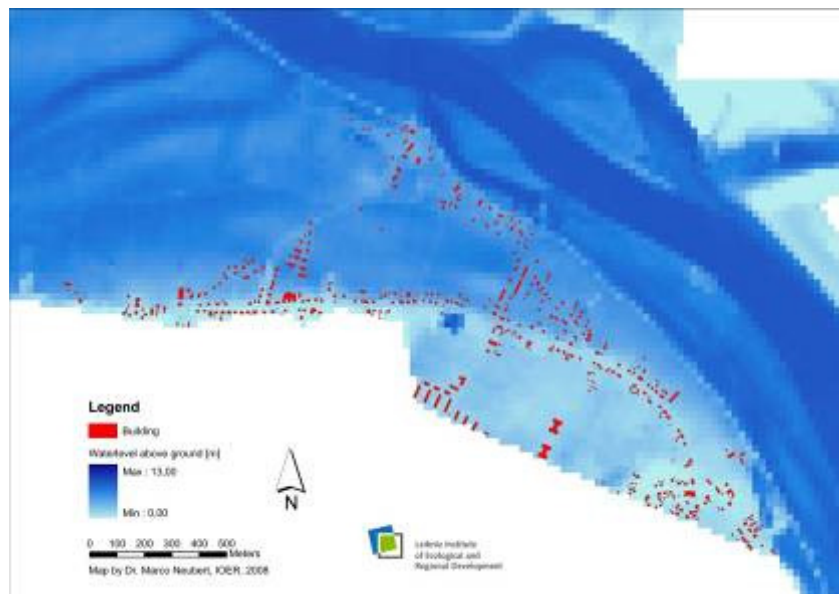 Legend
Building
Waterlevel above ground [m]
Max : 13,00
Min : 0,00
N
0 100 200 300 400 500
Meters
Map by Dr. Marco Neubert, IOER, 2008
Leibniz Institute
of Ecological and
Regional Development